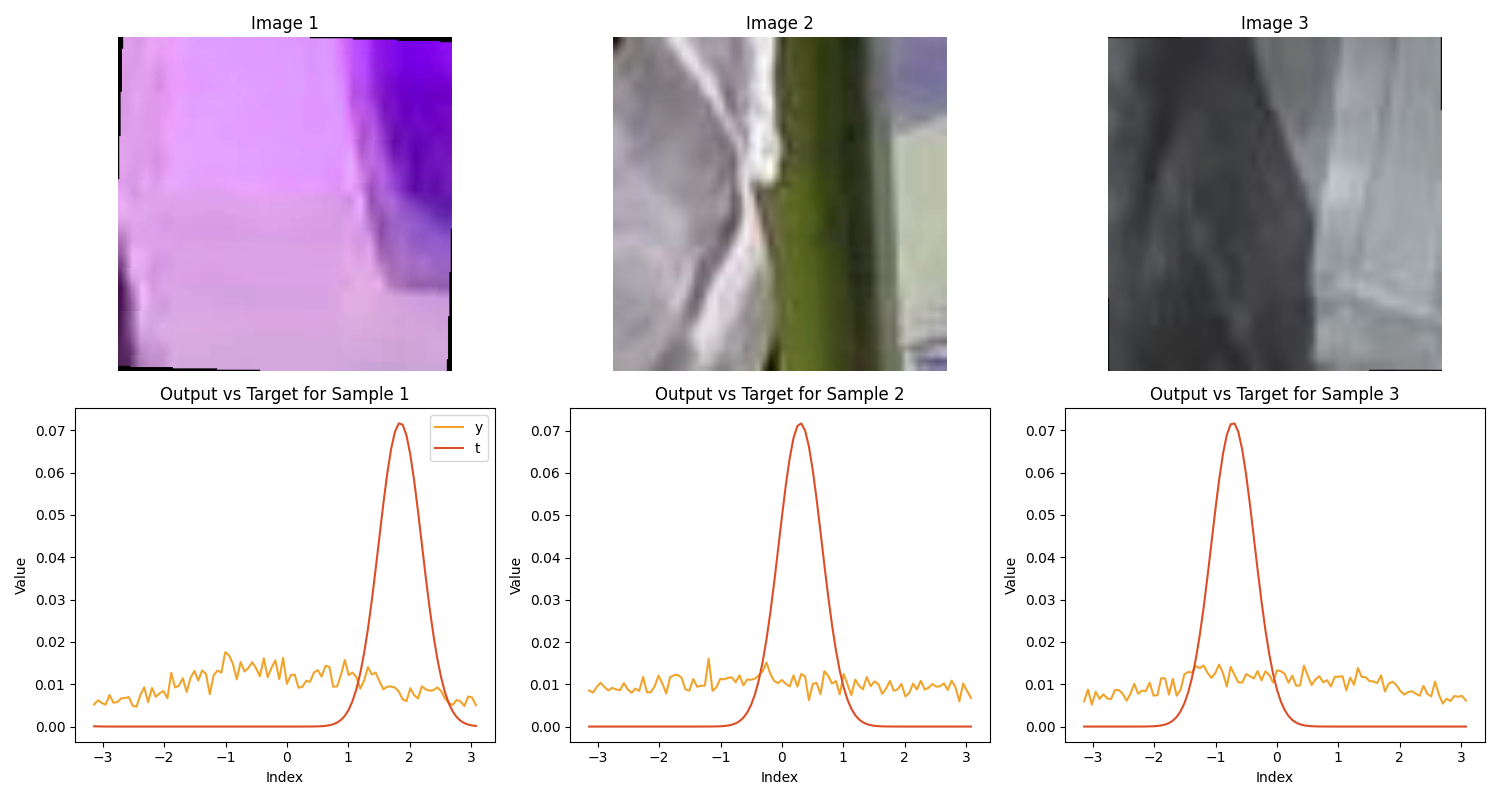 Image 1
Image 2
Image 3
Output vs Target for Sample 1
Output vs Target for Sample 2
Output vs Target for Sample 3
y
t
Value
0.07
0.06
0.05
0.04
0.03
0.02
0.01
0.00
−3 −2 −1 0 1 2 3
Index
Value
0.07
0.06
0.05
0.04
0.03
0.02
0.01
0.00
−3 −2 −1 0 1 2 3
Index
Value
0.07
0.06
0.05
0.04
0.03
0.02
0.01
0.00
−3 −2 −1 0 1 2 3
Index